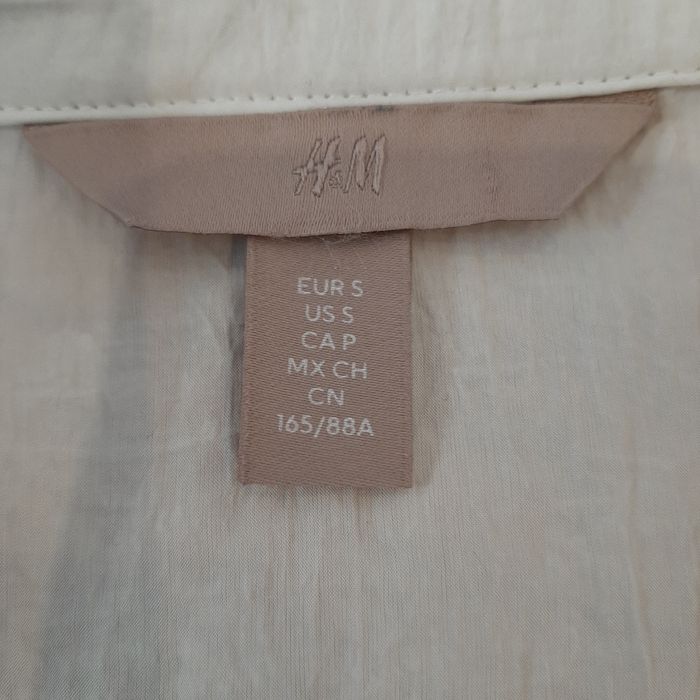 H&M
EUR S
US S
CA P
MX CH
CN
165/88A